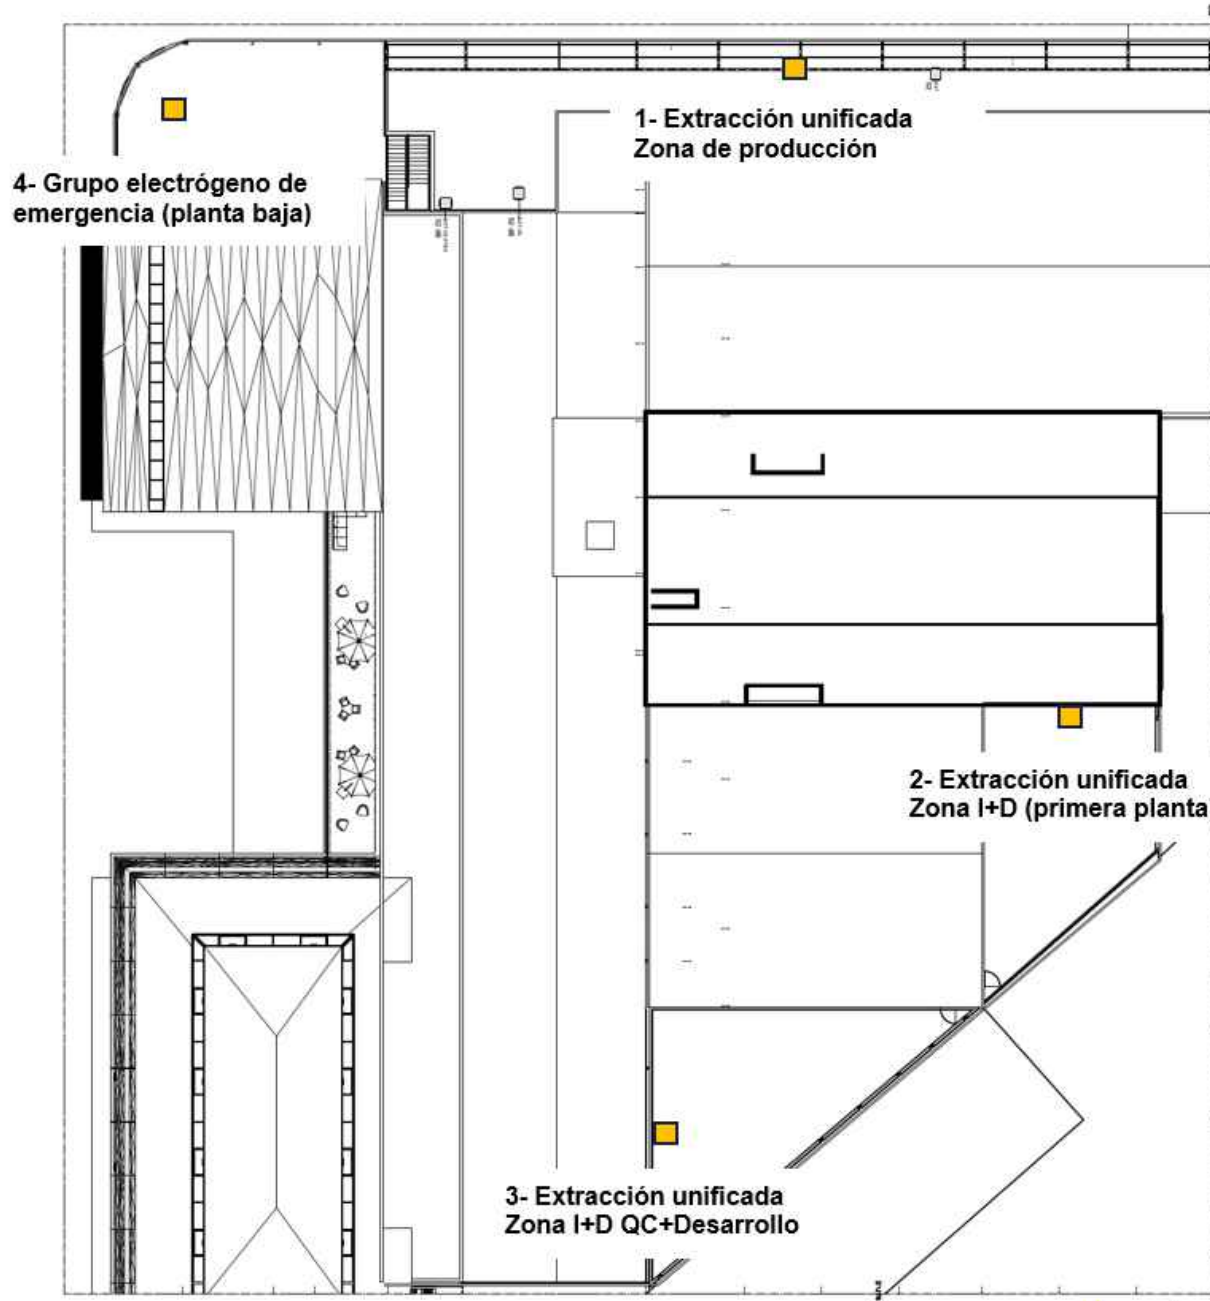 1- Extracción unificada
Zona de producción
4- Grupo electrógeno de
emergencia (planta baja)
2- Extracción unificada
Zona I+D (primera planta
3- Extracción unificada
Zona I+D QC+Desarrollo